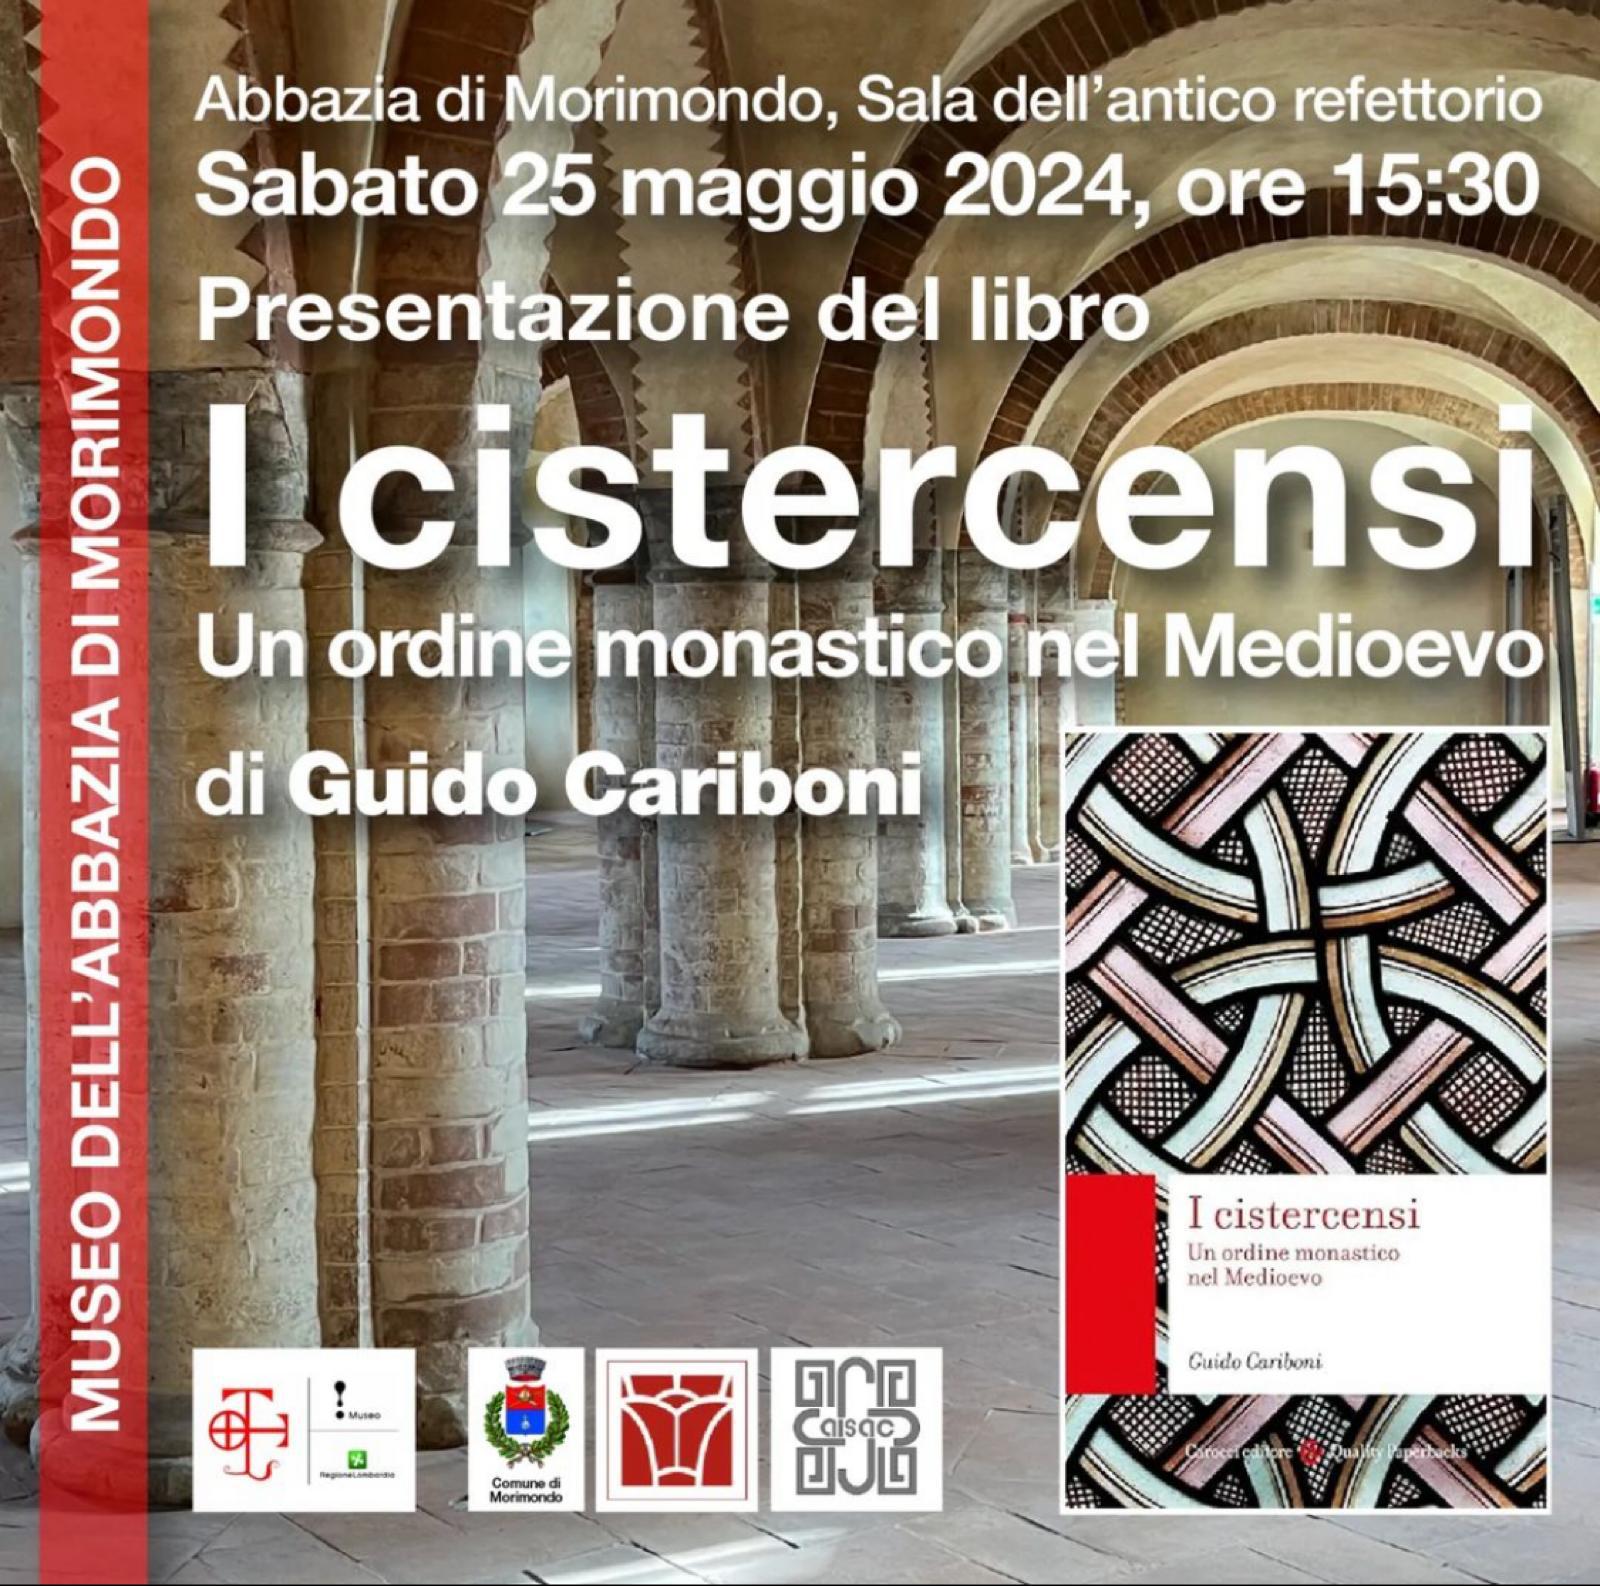 Abbazia di Morimondo, Sala dell'antico refettorio
Sabato 25 maggio 2024, ore 15:30
Presentazione del libro
I cistercensi
Un ordine monastico nel Medioevo
di Guido Cariboni
MUSEO DELL'ABBAZIA DI MORIMONDO
I cistercensi
Un ordine monastico
nel Medioevo
Guido Cariboni
Carocci editore Quality Paperbacks
Museo
RegioneLombardia
Comune di
Morimondo
aisac